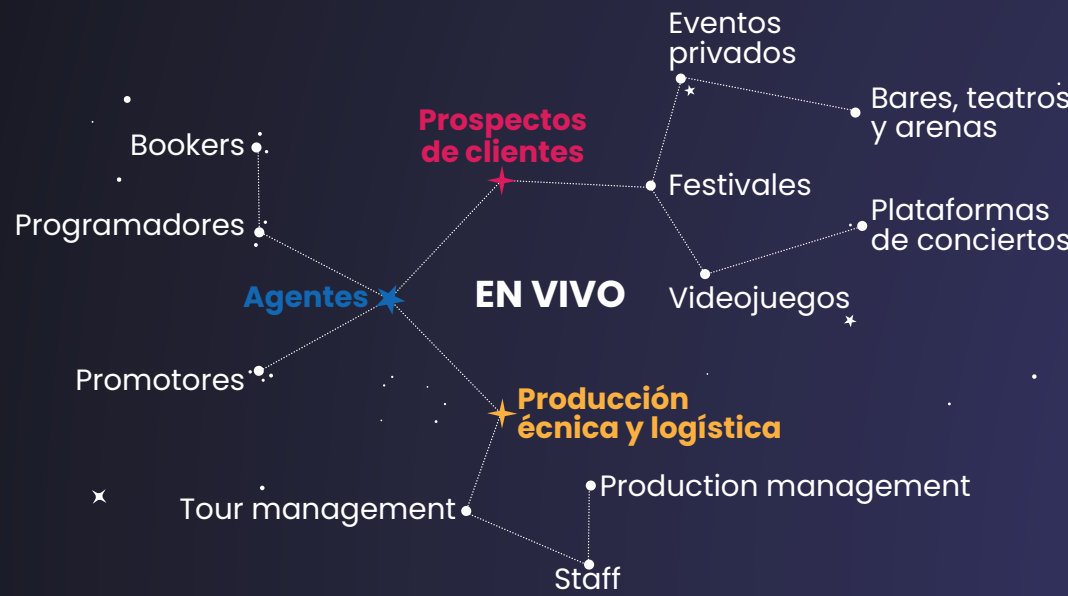 Eventos
privados
Bares, teatros
y arenas
Prospectos
de clientes
Bookers
Festivales
Programadores
Plataformas
de conciertos
Agentes
EN VIVO
Videojuegos
Promotores
Producción
écnica y logística
Production management
Tour management
Staff